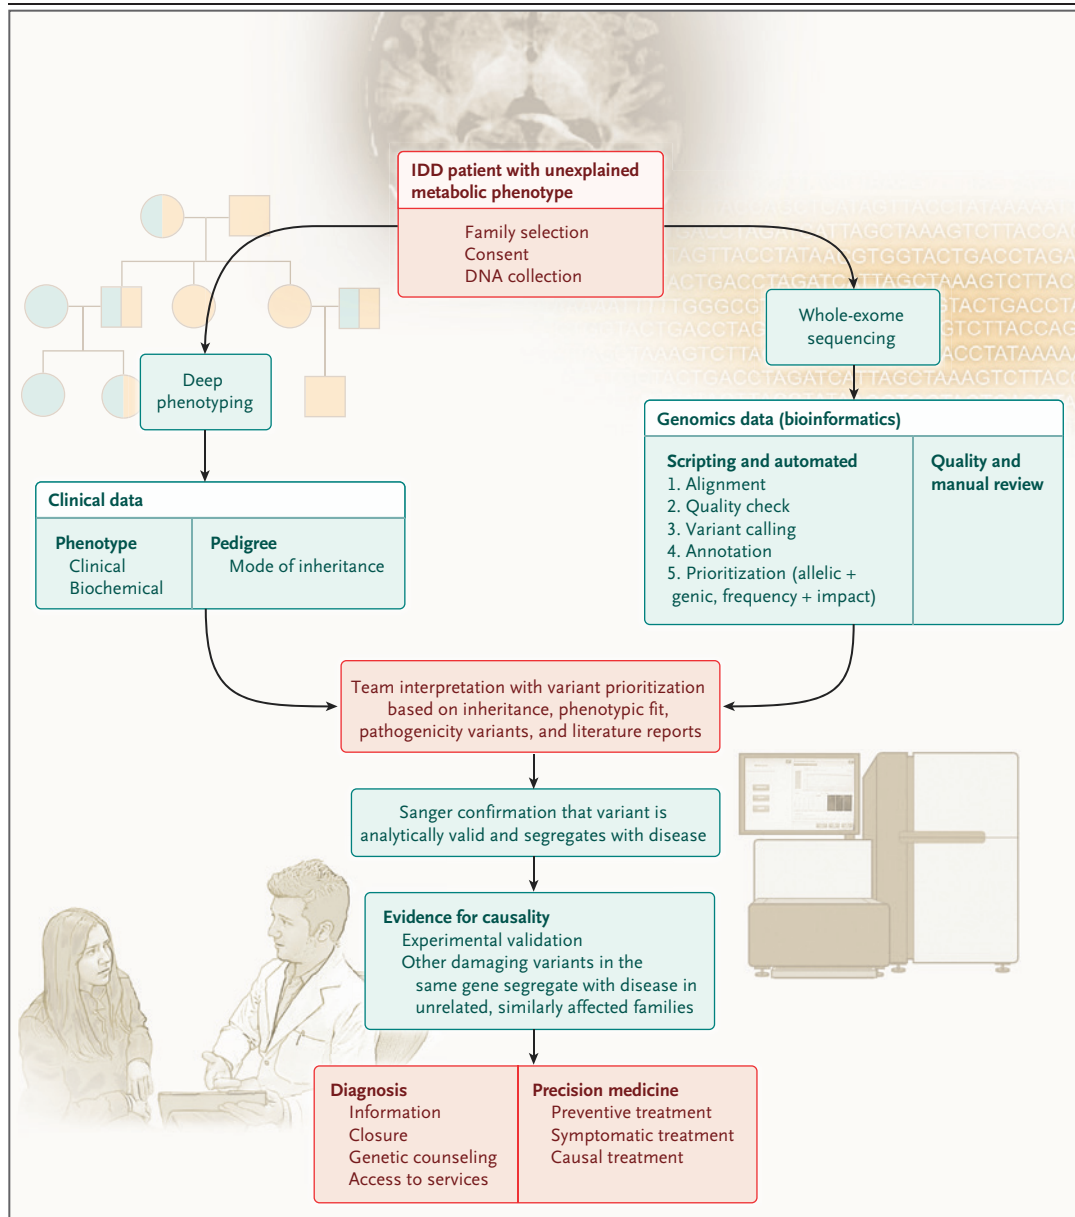 IDD patient with unexplained
metabolic phenotype
Family selection
Consent
DNA collection
Whole-exome
sequencing
Deep
phenotyping
Genomics data (bioinformatics)
Scripting and automated
1. Alignment
2. Quality check
3. Variant calling
4. Annotation
5. Prioritization (allelic +
genic, frequency + impact)
Quality and
manual review
Clinical data
Phenotype
Clinical
Biochemical
Pedigree
Mode of inheritance
Team interpretation with variant prioritization
based on inheritance, phenotypic fit,
pathogenicity variants, and literature reports
Sanger confirmation that variant is
analytically valid and segregates with disease
Evidence for causality
Experimental validation
Other damaging variants in the
same gene segregate with disease in
unrelated, similarly affected families
Diagnosis
Information
Closure
Genetic counseling
Access to services
Precision medicine
Preventive treatment
Symptomatic treatment
Causal treatment